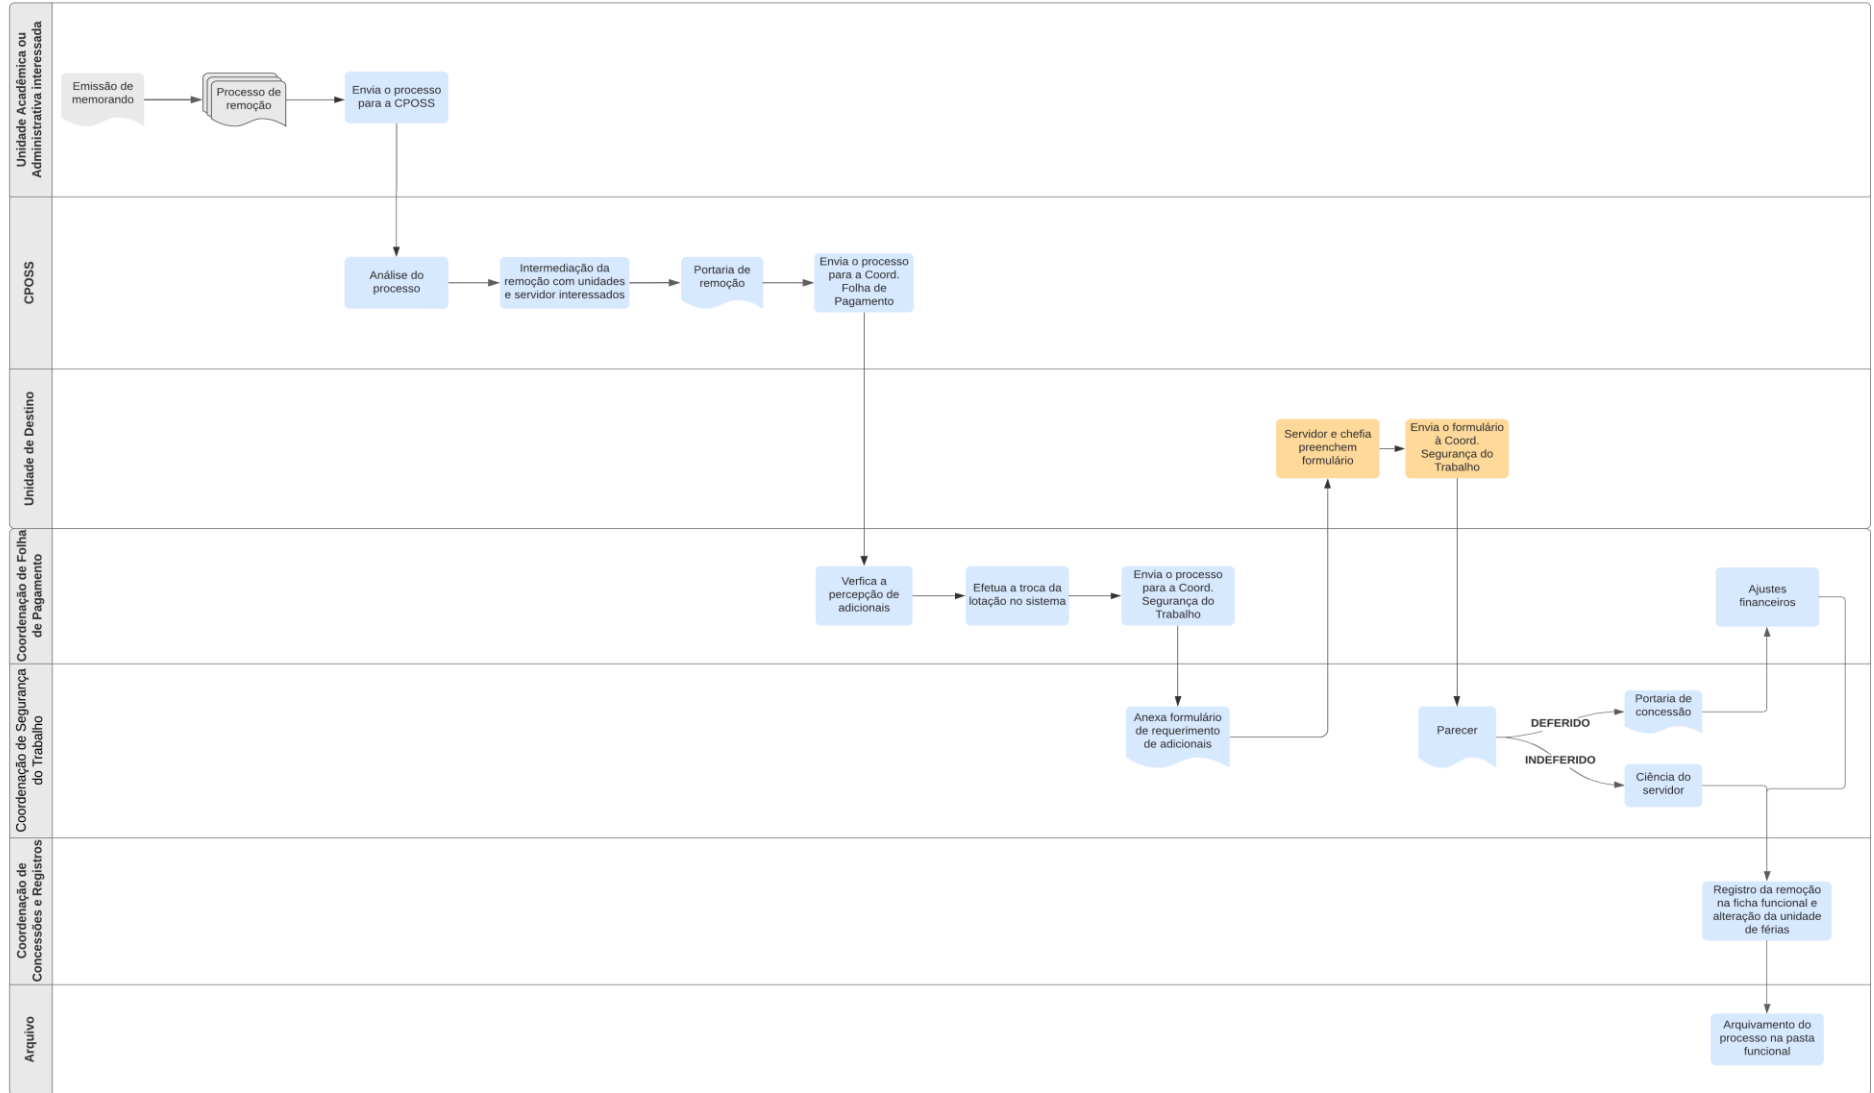 Unidade Acadêmica ou
Administrativa interessada
Emissão de
memorando
Processo de
remoção
Envia o processo
para a CPOSS
CPOSS
Análise do
processo
Intermediação da
remoção com unidades
e servidor interessados
Portaria de
remoção
Envia o processo
para a Coord.
Folha de
Pagamento
Unidade de Destino
Servidor e chefia
preenchem
formulário
Envia o formulário
à Coord.
Segurança do
Trabalho
Coordenação de Folha
de Pagamento
Verfica a
percepção de
adicionais
Efetua a troca da
lotação no sistema
Envia o processo
para a Coord.
Segurança do
Trabalho
Ajustes
financeiros
Coordenação de Segurança
do Trabalho
Anexa formulário
de requerimento
de adicionais
Parecer
DEFERIDO
INDEFERIDO
Portaria de
concessão
Ciência do
servidor
Coordenação de
Concessões e Registros
Registro da remoção
na ficha funcional e
alteração da unidade
de férias
Arquivo
Arquivamento do
processo na pasta
funcional